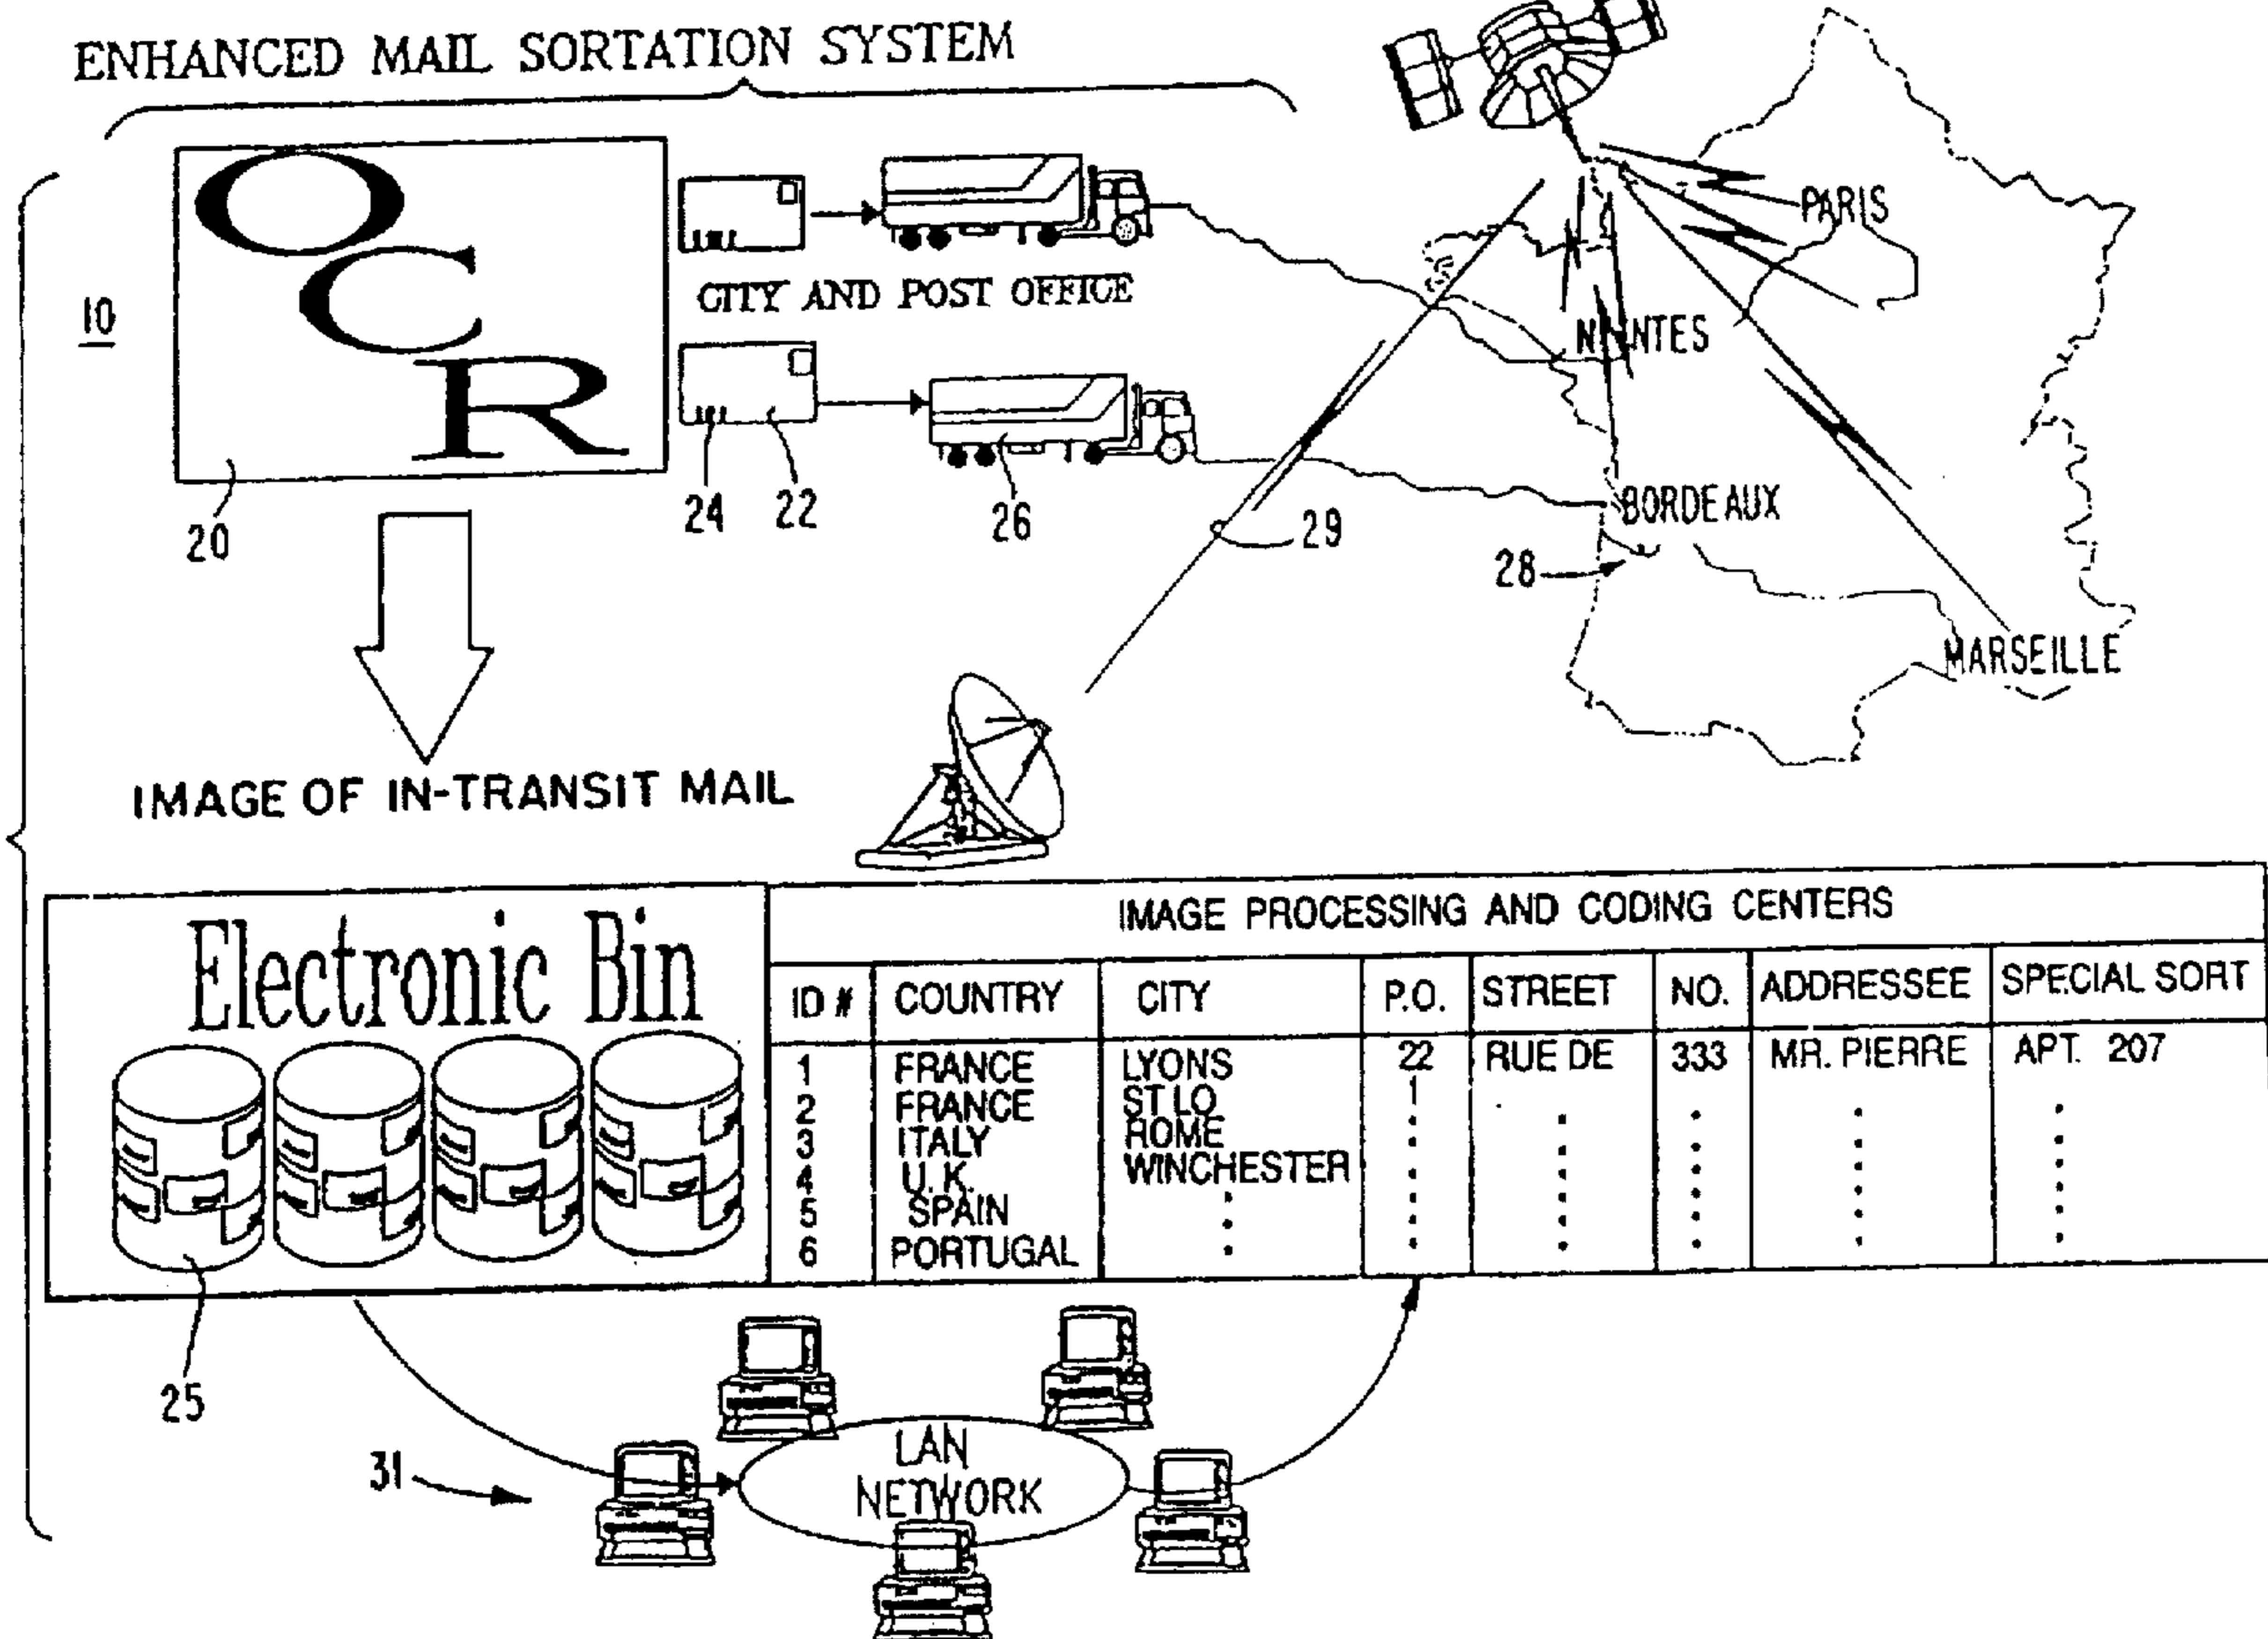 ENHANCED MAIL SORTATION SYSTEM
10
OCR
20
CITY AND POST OFFICE
24
22
26
29
28
PARIS
NANTES
BORDEAUX
MARSEILLE
IMAGE OF IN-TRANSIT MAIL
Electronic Bin
25
IMAGE PROCESSING AND CODING CENTERS
ID # COUNTRY CITY P.O. STREET NO. ADDRESSEE SPECIAL SORT
1 FRANCE LYONS 22 RUE DE 333 MR. PIERRE APT. 207
2 FRANCE ST LO 1
3 ITALY ROME
4 U.K. WINCHESTER
5 SPAIN
6 PORTUGAL
31
LAN
NETWORK